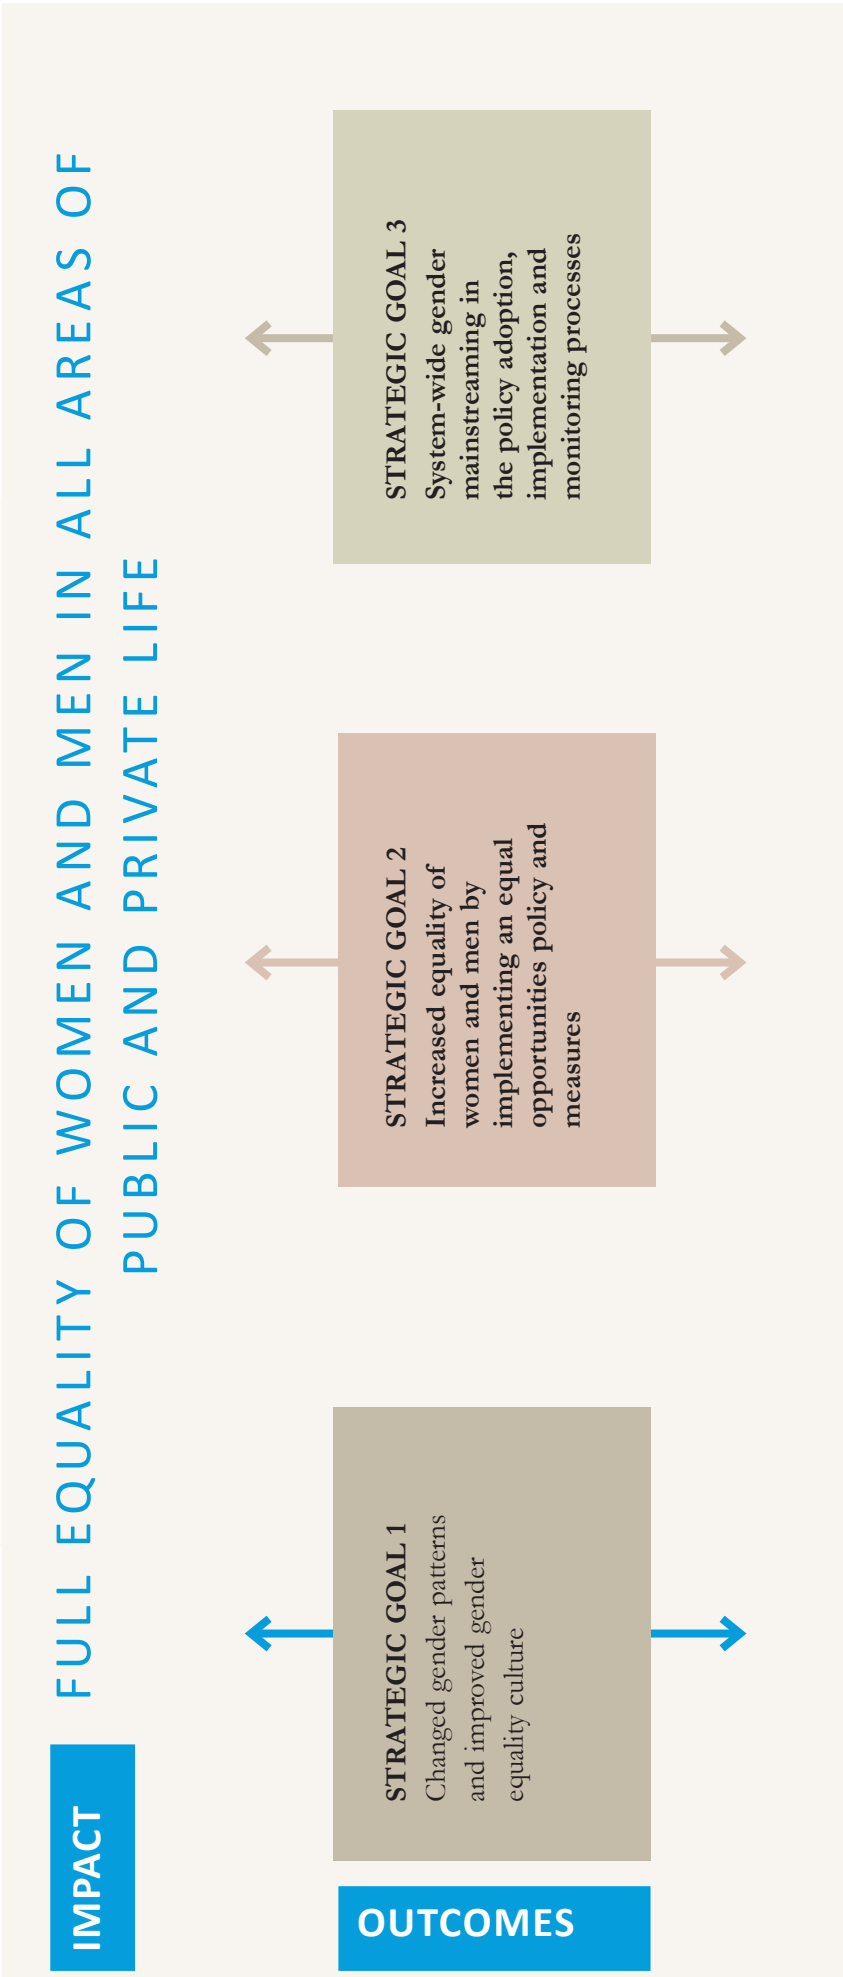 IMPACT
FULL EQUALITY OF WOMEN AND MEN IN ALL AREAS OF
PUBLIC AND PRIVATE LIFE
OUTCOMES
STRATEGIC GOAL 1
Changed gender patterns
and improved gender
equality culture
STRATEGIC GOAL 2
Increased equality of
women and men by
implementing an equal
opportunities policy and
measures
STRATEGIC GOAL 3
System-wide gender
mainstreaming in
the policy adoption,
implementation and
monitoring processes